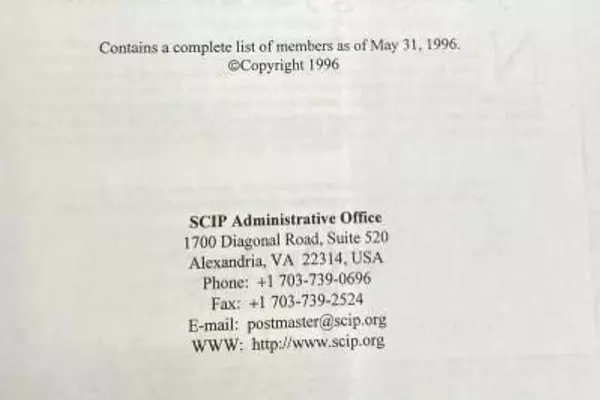 Contains a complete list of members as of May 31, 1996.
©Copyright 1996
SCIP Administrative Office
1700 Diagonal Road, Suite 520
Alexandria, VA 22314, USA
Phone: +1 703-739-0696
Fax: +1 703-739-2524
E-mail: postmaster@scip.org
WWW: http://www.scip.org